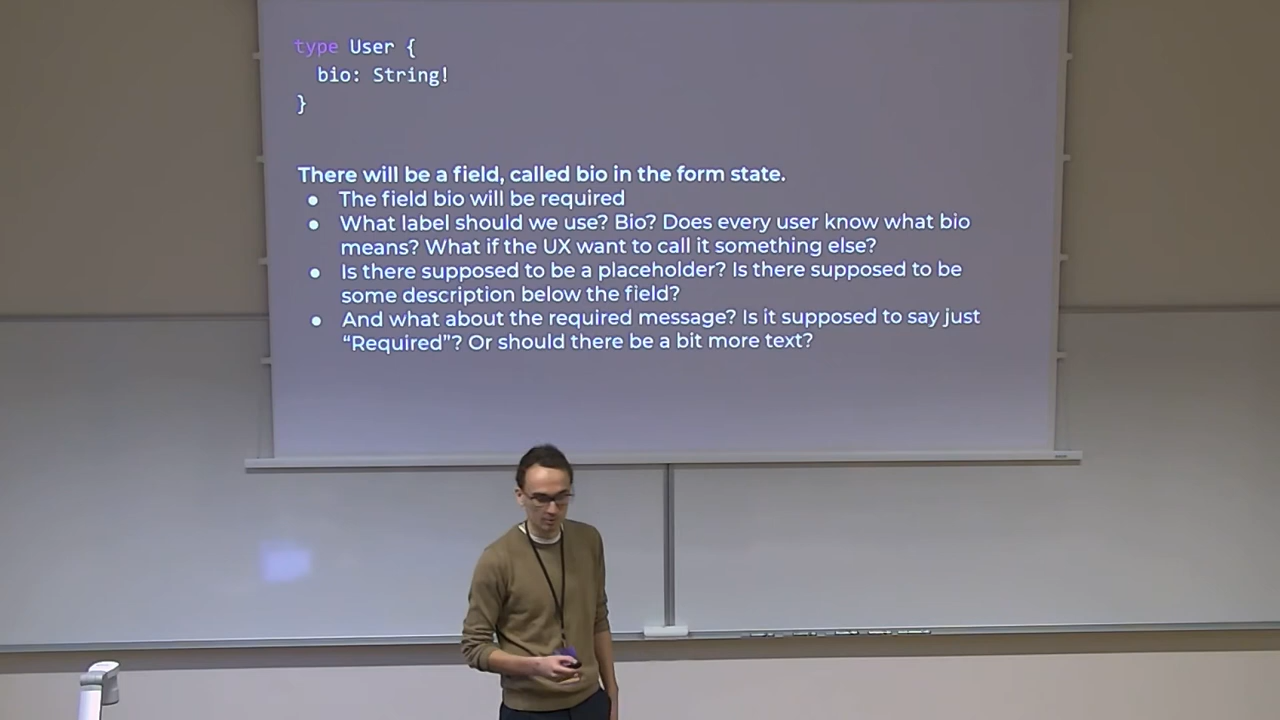 type User {
bio: String!
}
There will be a field, called bio in the form state.
● The field bio will be required
● What label should we use? Bio? Does every user know what bio
means? What if the UX want to call it something else?
● Is there supposed to be a placeholder? Is there supposed to be
some description below the field?
● And what about the required message? Is it supposed to say just
“Required”? Or should there be a bit more text?